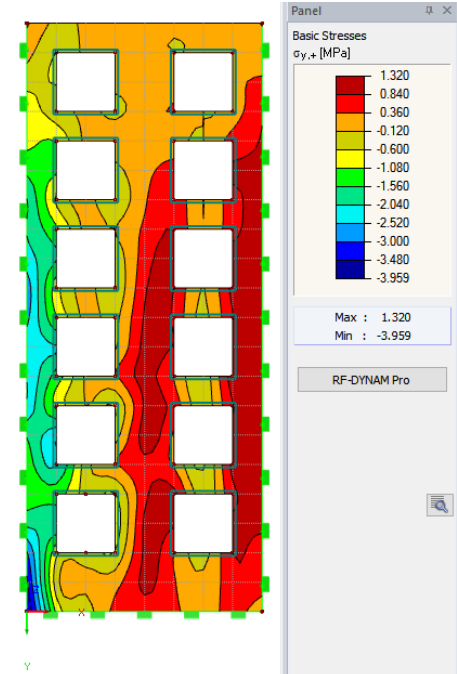 Panel
Basic Stresses
σy,+ [MPa]
1.320
0.840
0.360
-0.120
-0.600
-1.080
-1.560
-2.040
-2.520
-3.000
-3.480
-3.959
Max : 1.320
Min : -3.959
RF-DYNAM Pro
X
Y